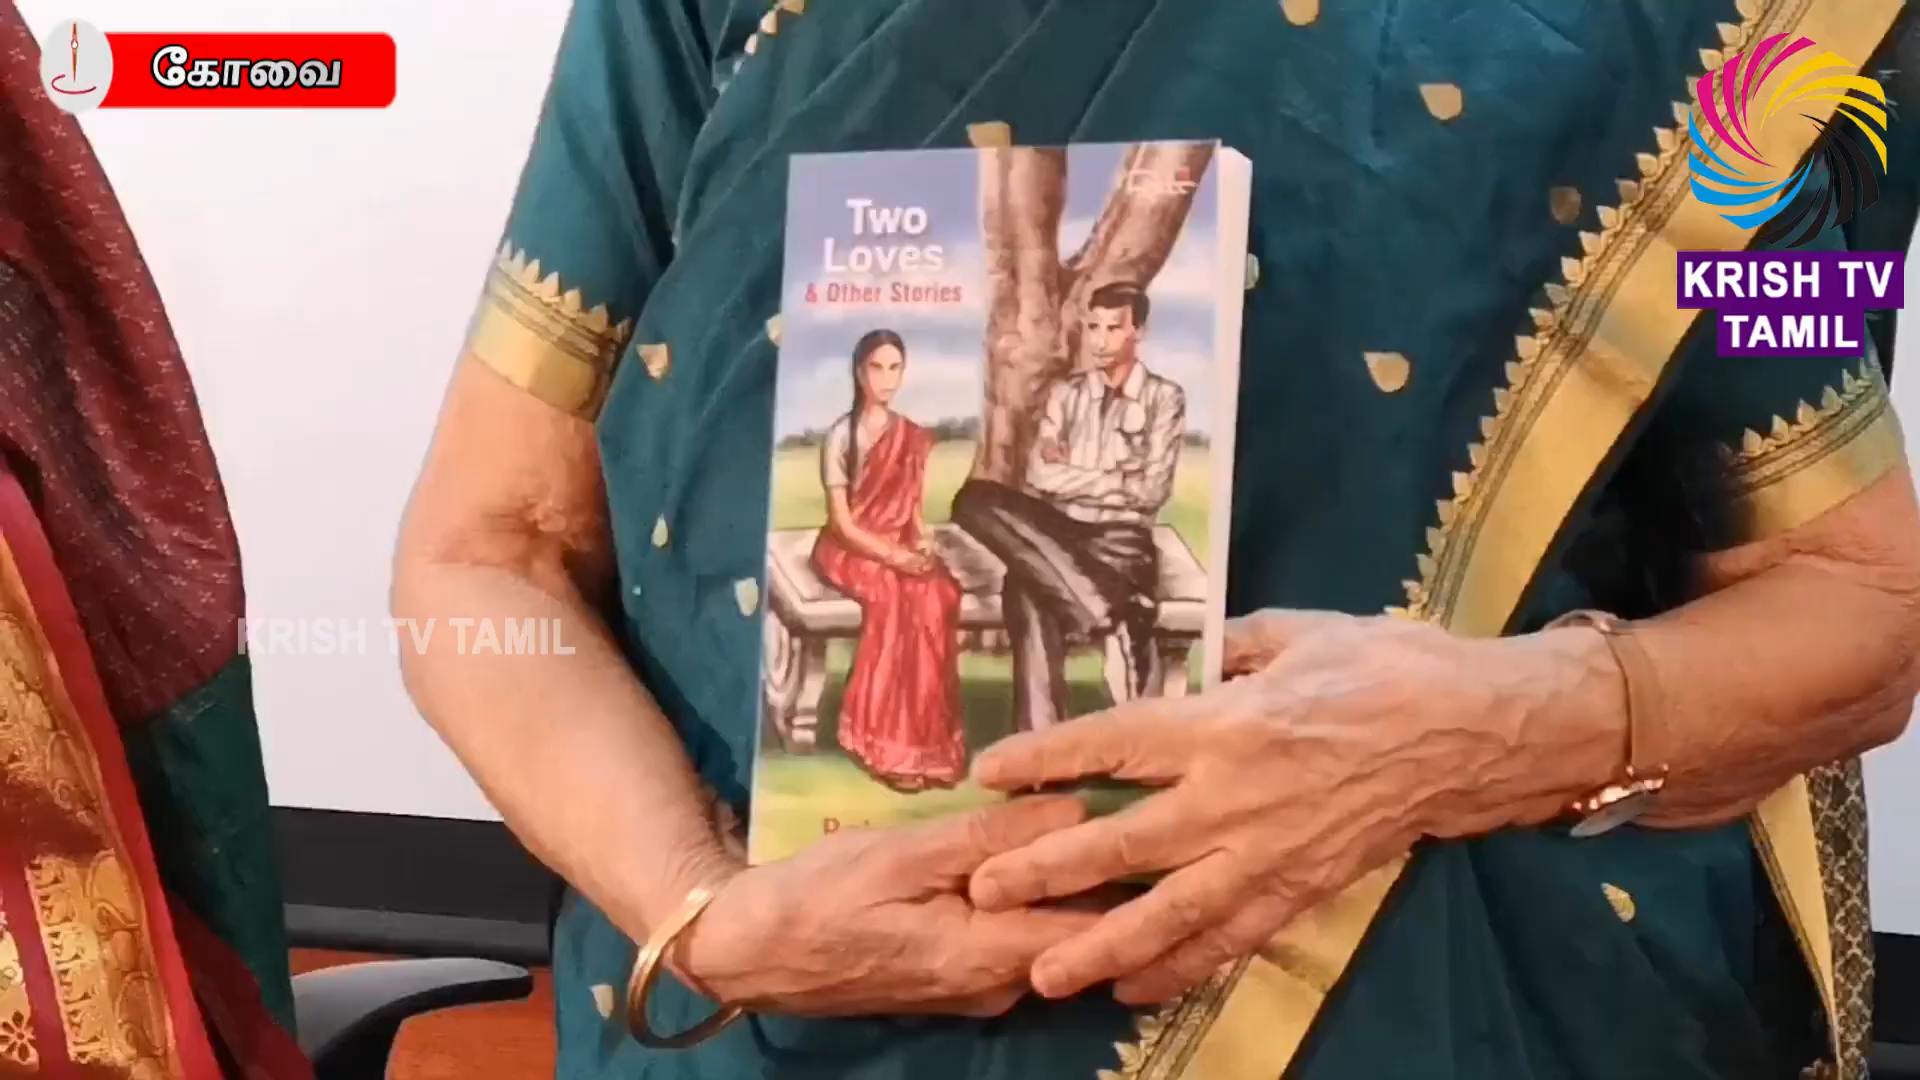 கோவை
KRISH TV
TAMIL
Two
Loves
& Other Stories
KRISH TV TAMIL